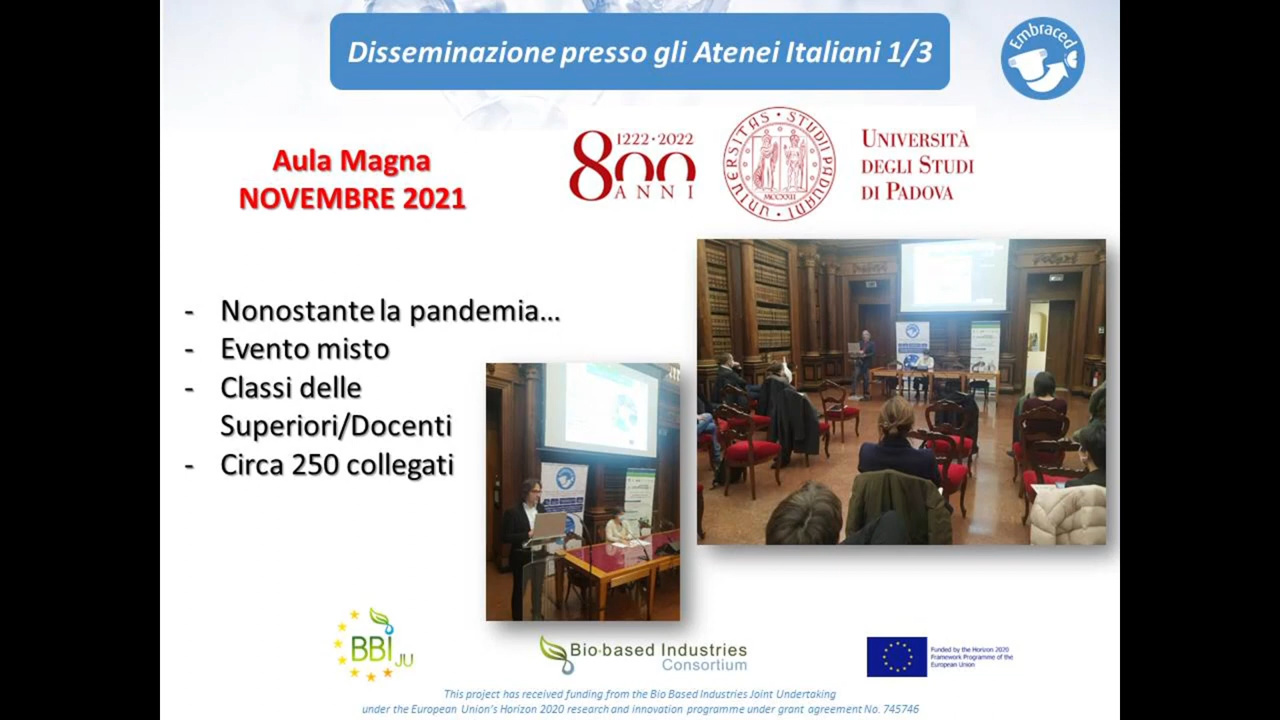 Disseminazione presso gli Atenei Italiani 1/3
Embraced
Aula Magna
NOVEMBRE 2021
1222·2022
800
ANNI
UNIVERSITAS STUDII PADUANI
MCCXXII
UNIVERSITÀ
DEGLI STUDI
DI PADOVA
- Nonostante la pandemia...
- Evento misto
- Classi delle
Superiori/Docenti
- Circa 250 collegati
BBI JU
Bio-based Industries
Consortium
Funded by the Horizon 2020
Framework Programme of the
European Union
This project has received funding from the Bio Based Industries Joint Undertaking
under the European Union's Horizon 2020 research and innovation programme under grant agreement No. 745746